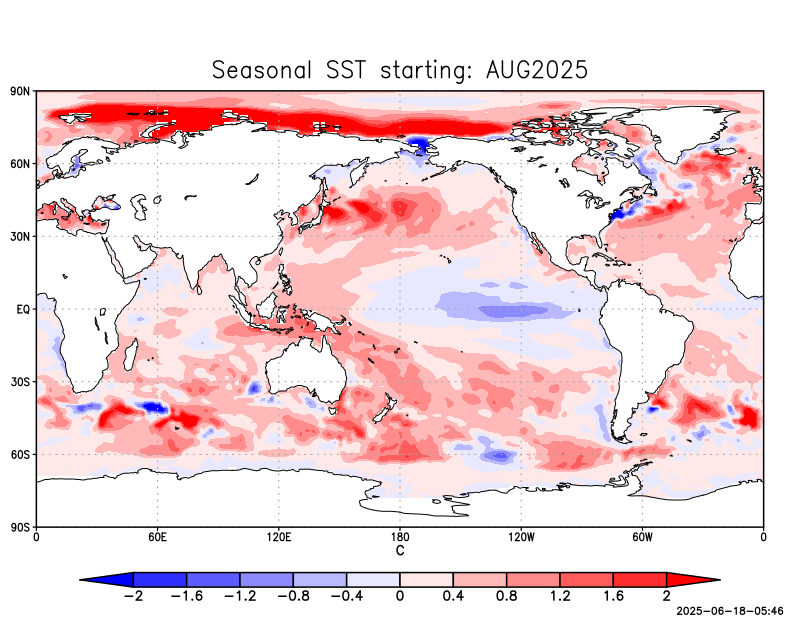 Seasonal SST starting: AUG2025
90N
60N
30N
EQ
30S
60S
90S
0 60E 120E 180 120W 60W 0
C
-2 -1.6 -1.2 -0.8 -0.4 0 0.4 0.8 1.2 1.6 2
2025-06-18-05:46